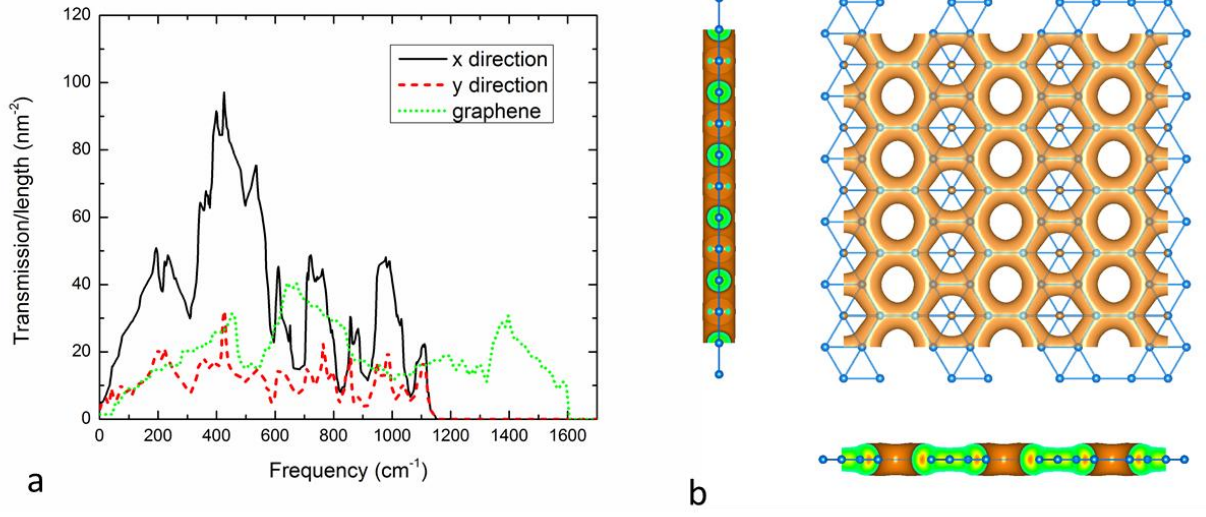 120
100
80
60
40
20
0
Transmission/length (nm⁻²)
x direction
y direction
graphene
0 200 400 600 800 1000 1200 1400 1600
Frequency (cm⁻¹)
a
b